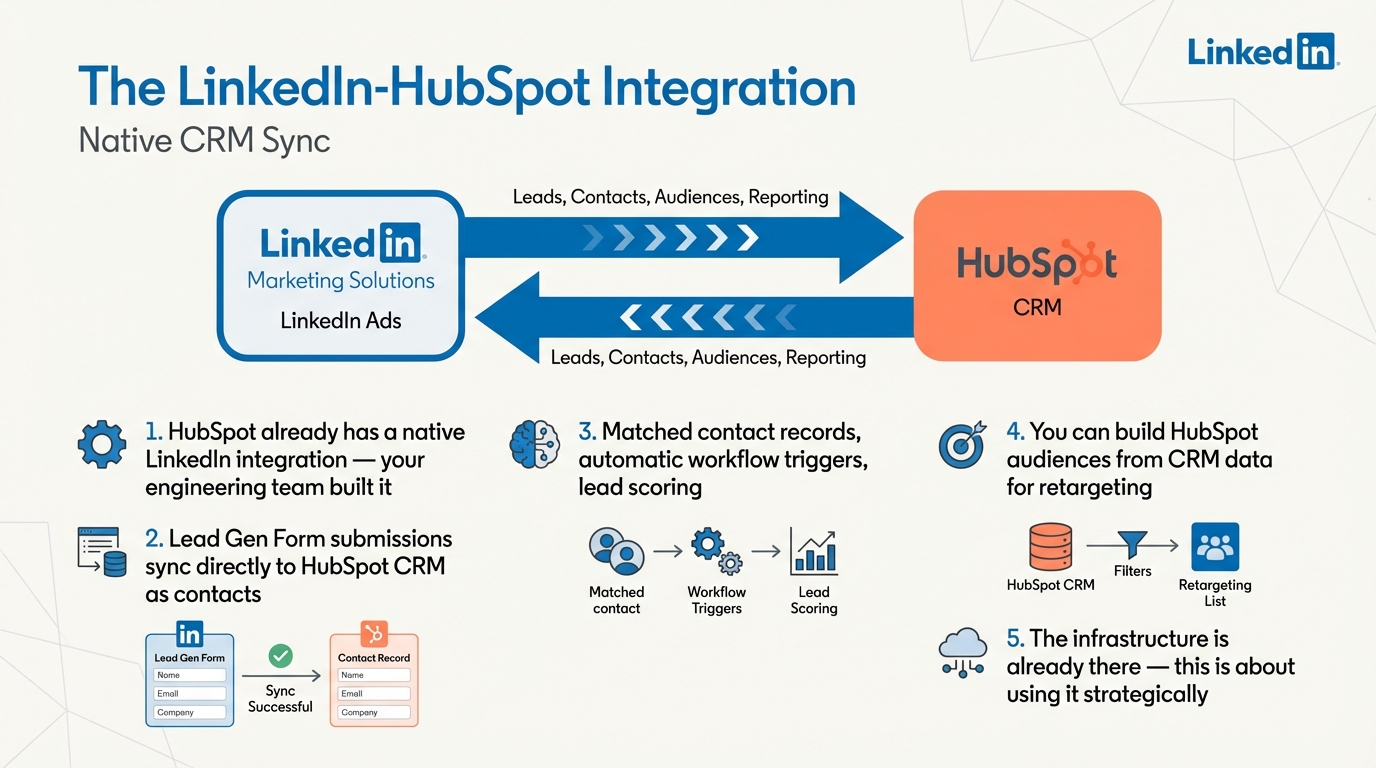 LinkedIn
The LinkedIn-HubSpot Integration
Native CRM Sync
Leads, Contacts, Audiences, Reporting
LinkedIn
Marketing Solutions
LinkedIn Ads
HubSpot
CRM
Leads, Contacts, Audiences, Reporting
1. HubSpot already has a native
LinkedIn integration — your
engineering team built it
2. Lead Gen Form submissions
sync directly to HubSpot CRM
as contacts
in
Lead Gen Form
Nome
Emall
Company
Sync
Successful
Contact Record
Name
Emall
Company
3. Matched contact records,
automatic workflow triggers,
lead scoring
Matched
contact
Workflow
Triggers
Lead
Scoring
4. You can build HubSpot
audiences from CRM data
for retargeting
HubSpot CRM
Filters
Retargeting
List
5. The infrastructure is
already there — this is about
using it strategically